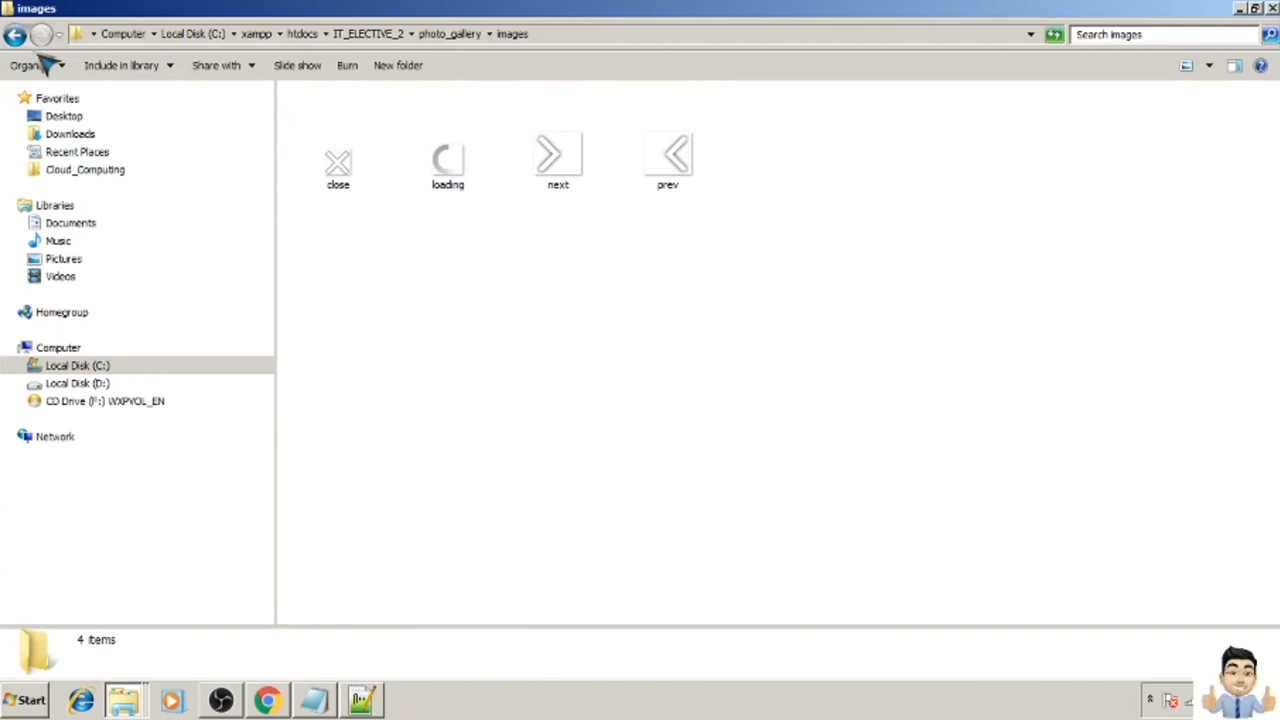 images
Computer Local Disk (C:) xampp htdocs IT_ELECTIVE_2 photo_gallery images
Search images
Organi
Include in library Share with Slide show Burn New folder
Favorites
Desktop
Downloads
Recent Places
Cloud_Computing
Libraries
Documents
Music
Pictures
Videos
Homegroup
Computer
Local Disk (C:)
Local Disk (D:)
CD Drive (F:) WXPVOL_EN
Network
close loading next prev
4 items
Start